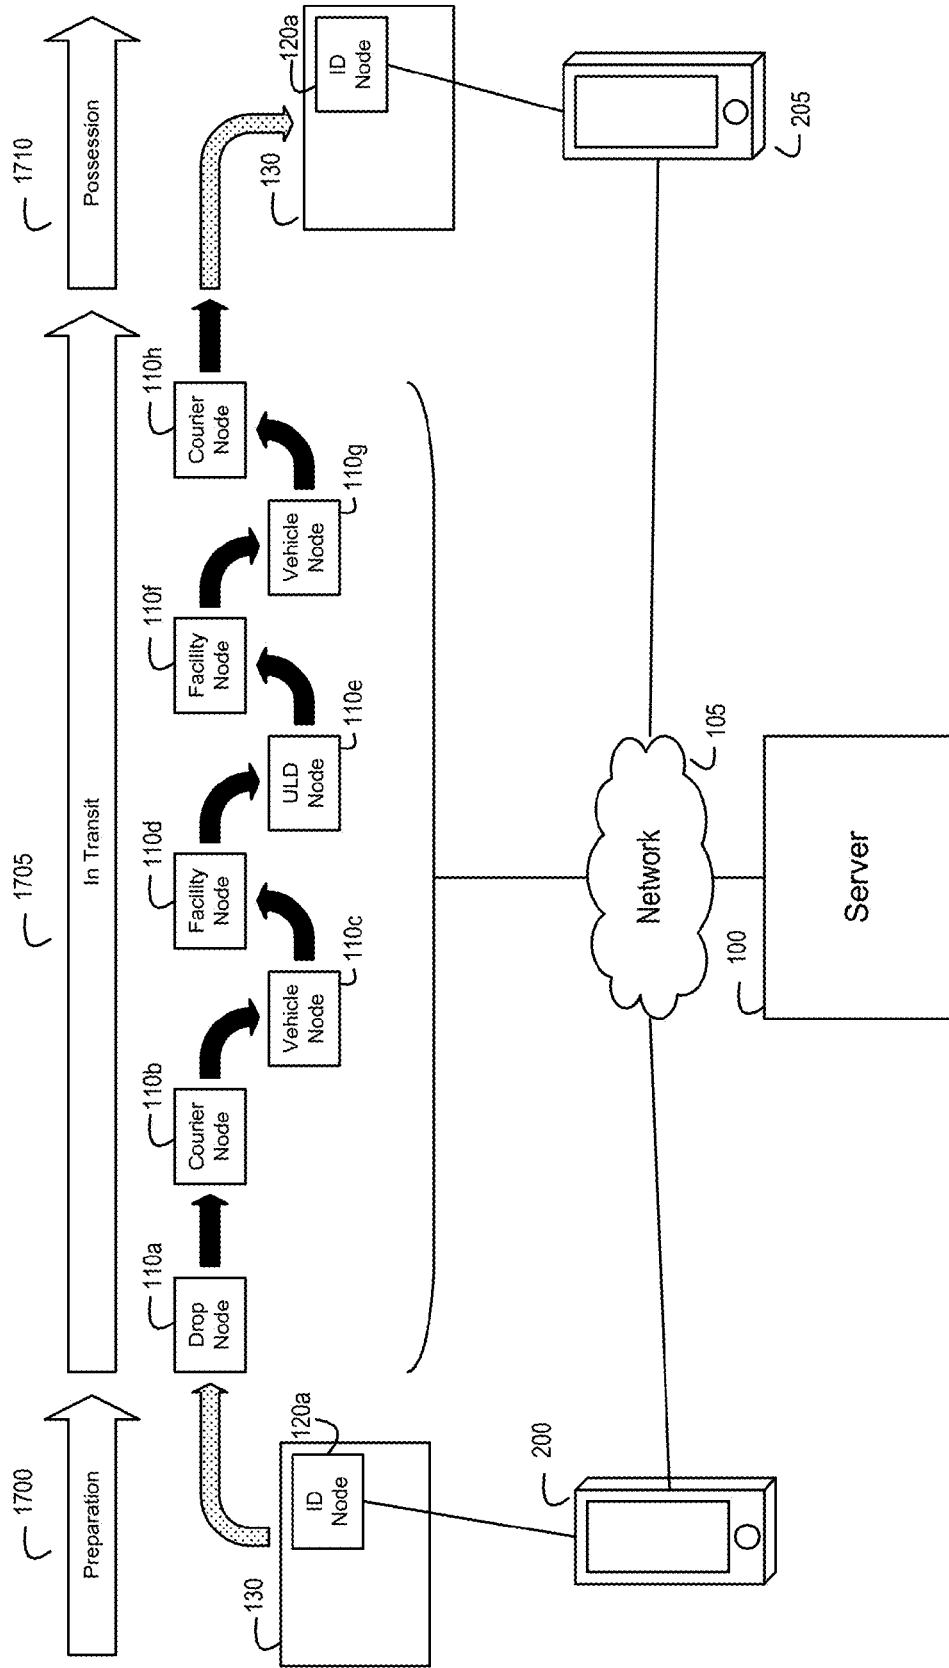 1700
Preparation
1705
In Transit
1710
Possession
110a
Drop
Node
110b
Courier
Node
110c
Vehicle
Node
110d
Facility
Node
110e
ULD
Node
110f
Facility
Node
110g
Vehicle
Node
110h
Courier
Node
130
120a
ID
Node
130
120a
ID
Node
200
205
Network
105
100
Server